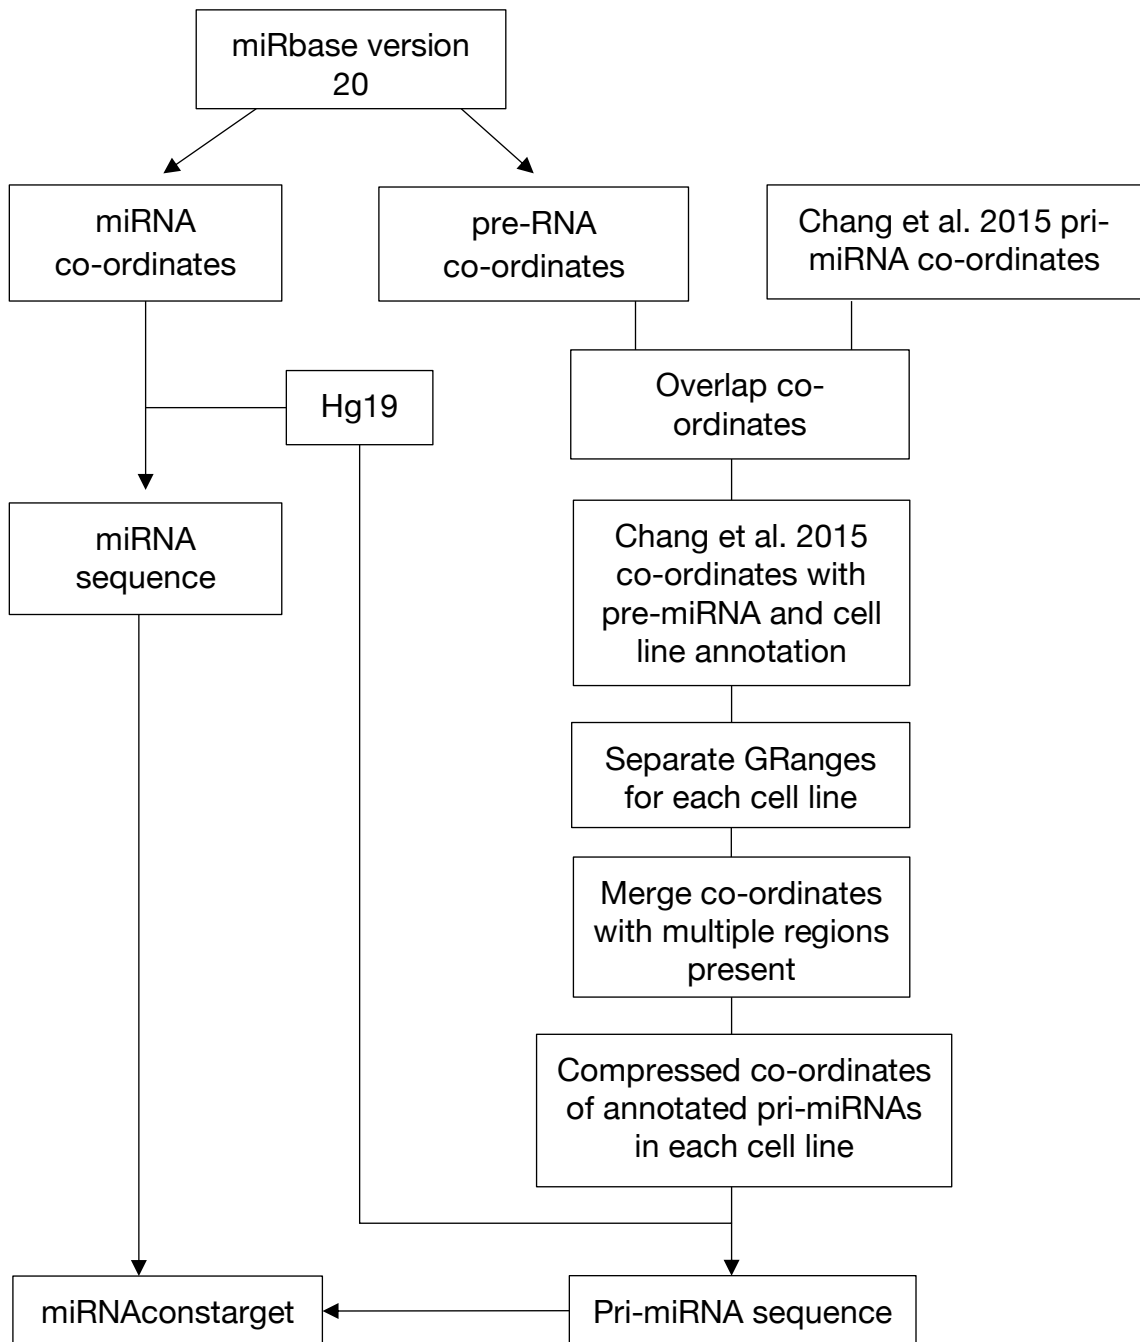 miRbase version
20
miRNA
co-ordinates
pre-RNA
co-ordinates
Chang et al. 2015 pri-
miRNA co-ordinates
Overlap co-
ordinates
Hg19
miRNA
sequence
Chang et al. 2015
co-ordinates with
pre-miRNA and cell
line annotation
Separate GRanges
for each cell line
Merge co-ordinates
with multiple regions
present
Compressed co-ordinates
of annotated pri-miRNAs
in each cell line
miRNAconstarget
Pri-miRNA sequence